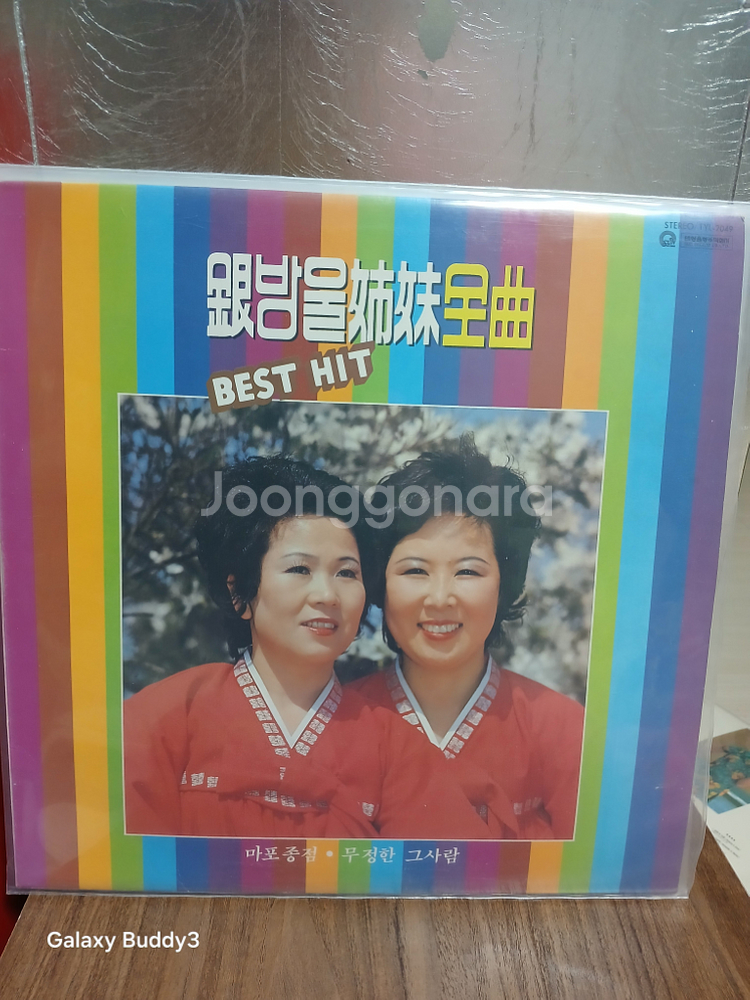 STEREO
銀방울姉妹全曲
BEST HIT
Joonggonara
마포종점 • 무정한 그사람
Galaxy Buddy3